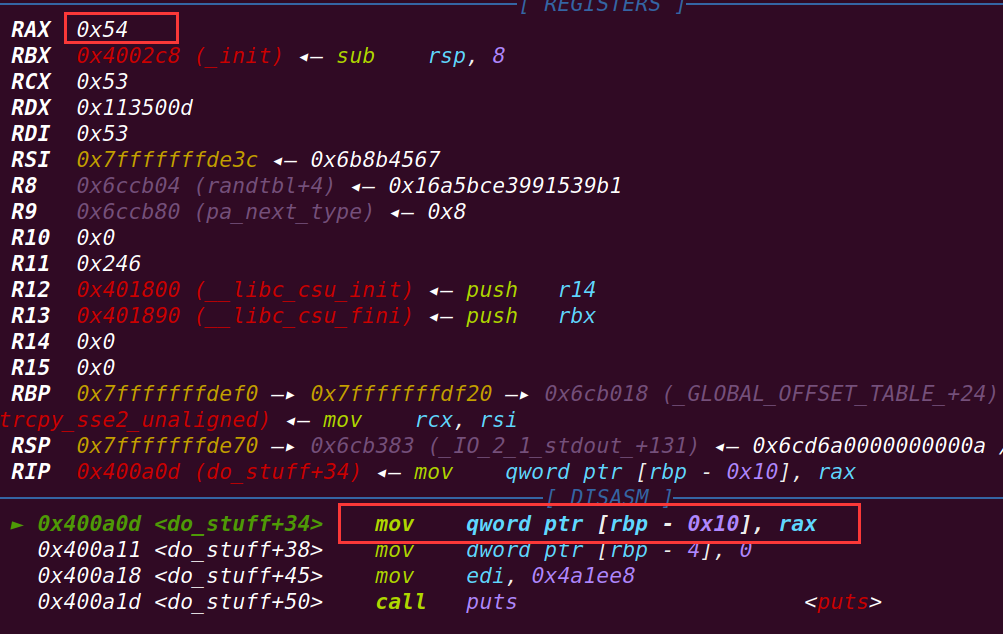 [ REGISTERS ]
RAX 0x54
RBX 0x4002c8 (_init) ◂— sub rsp, 8
RCX 0x53
RDX 0x113500d
RDI 0x53
RSI 0x7fffffffde3c ◂— 0x6b8b4567
R8 0x6ccb04 (randtbl+4) ◂— 0x16a5bce3991539b1
R9 0x6ccb80 (pa_next_type) ◂— 0x8
R10 0x0
R11 0x246
R12 0x401800 (__libc_csu_init) ◂— push r14
R13 0x401890 (__libc_csu_fini) ◂— push rbx
R14 0x0
R15 0x0
RBP 0x7fffffffdef0 —▸ 0x7fffffffdf20 —▸ 0x6cb018 (_GLOBAL_OFFSET_TABLE_+24)
trcpy_sse2_unaligned) ◂— mov rcx, rsi
RSP 0x7fffffffde70 —▸ 0x6cb383 (_IO_2_1_stdout_+131) ◂— 0x6cd6a0000000000a /
RIP 0x400a0d (do_stuff+34) ◂— mov qword ptr [rbp - 0x10], rax
[ DISASM ]
► 0x400a0d <do_stuff+34> mov qword ptr [rbp - 0x10], rax
0x400a11 <do_stuff+38> mov dword ptr [rbp - 4], 0
0x400a18 <do_stuff+45> mov edi, 0x4a1ee8
0x400a1d <do_stuff+50> call puts <puts>